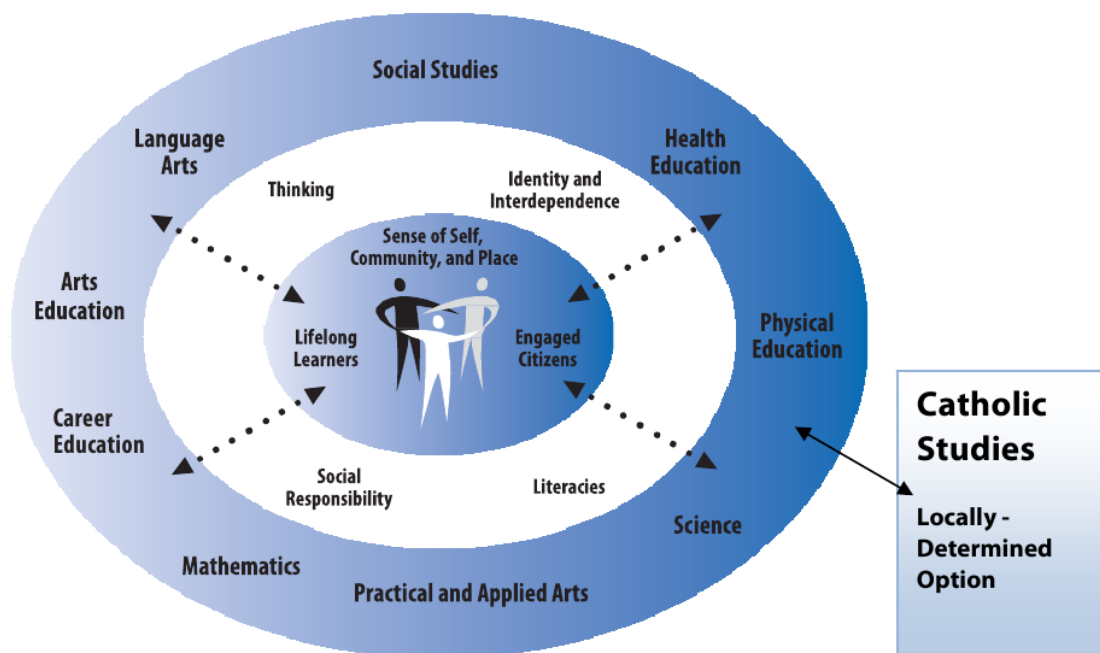 Social Studies
Language
Arts
Health
Education
Thinking
Identity and
Interdependence
Sense of Self,
Community, and Place
Arts
Education
Lifelong
Learners
Engaged
Citizens
Physical
Education
Career
Education
Social
Responsibility
Literacies
Science
Mathematics
Practical and Applied Arts
Catholic
Studies
Locally -
Determined
Option